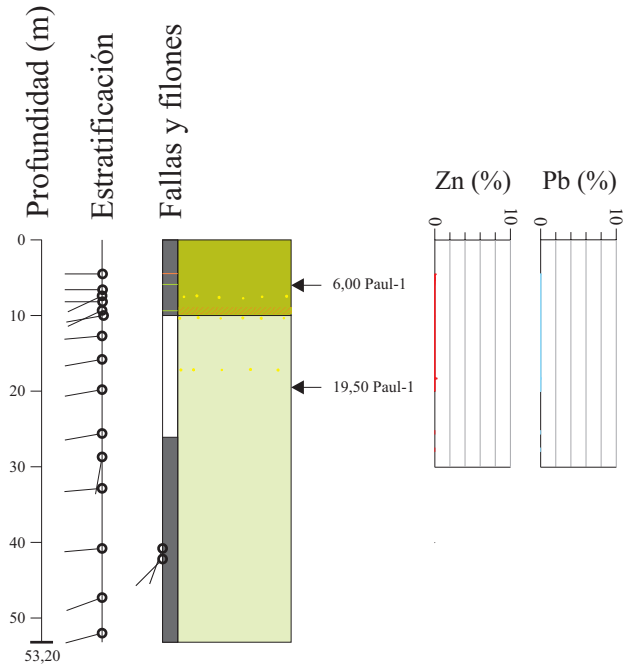 Profundidad (m)
Estratificación
Fallas y filones
Zn (%)
Pb (%)
0
10
0
10
0
10
20
30
40
50
53,20
6,00 Paul-1
19,50 Paul-1